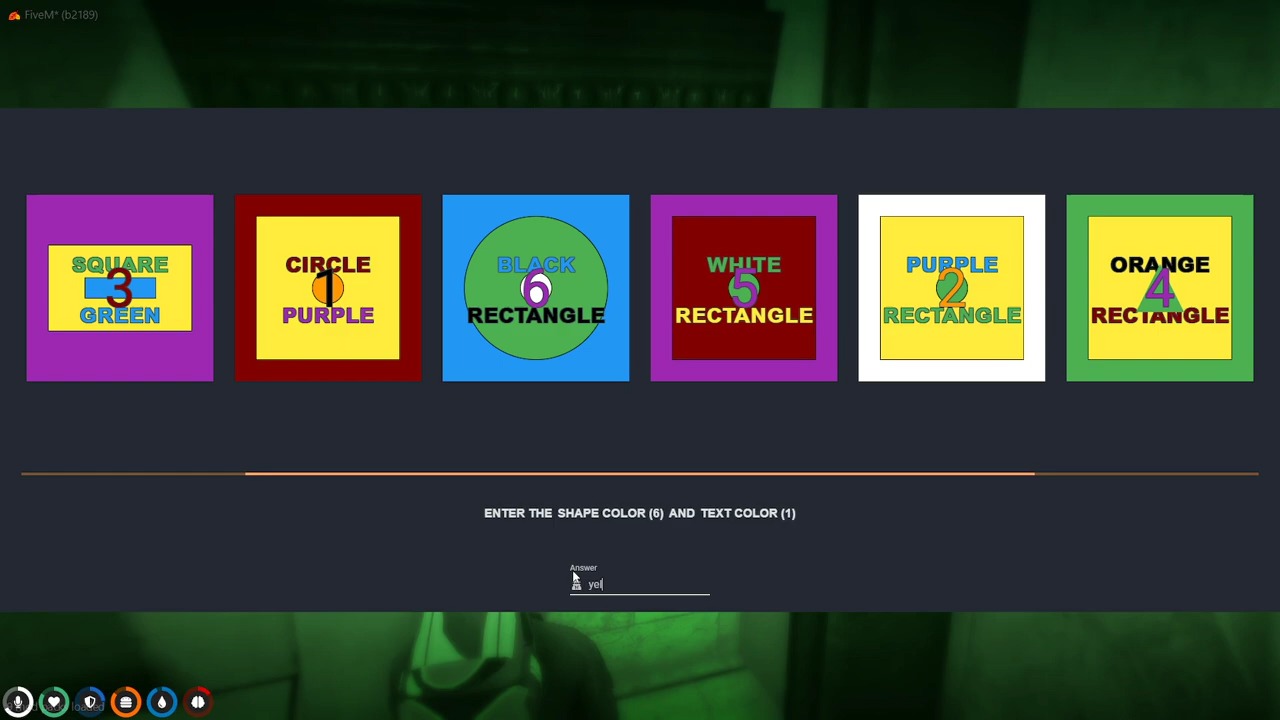 FiveM* (b2189)
SQUARE
3
GREEN
CIRCLE
1
PURPLE
BLACK
6
RECTANGLE
WHITE
5
RECTANGLE
PURPLE
2
RECTANGLE
ORANGE
4
RECTANGLE
ENTER THE SHAPE COLOR (6) AND TEXT COLOR (1)
Answer
yel
loaded